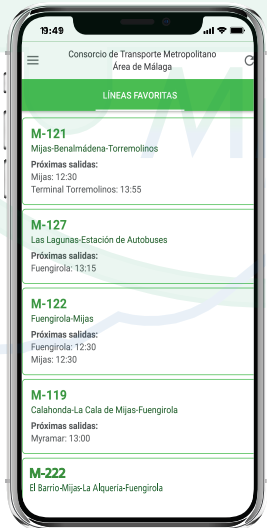 19:49
Consorcio de Transporte Metropolitano
Área de Málaga
LÍNEAS FAVORITAS
M-121
Mijas-Benalmádena-Torremolinos
Próximas salidas:
Mijas: 12:30
Terminal Torremolinos: 13:55
M-127
Las Lagunas-Estación de Autobuses
Próximas salidas:
Fuengirola: 13:15
M-122
Fuengirola-Mijas
Próximas salidas:
Fuengirola: 12:30
Mijas: 12:30
M-119
Calahonda-La Cala de Mijas-Fuengirola
Próximas salidas:
Myramar: 13:00
M-222
El Barrio-Mijas-La Alquería-Fuengirola